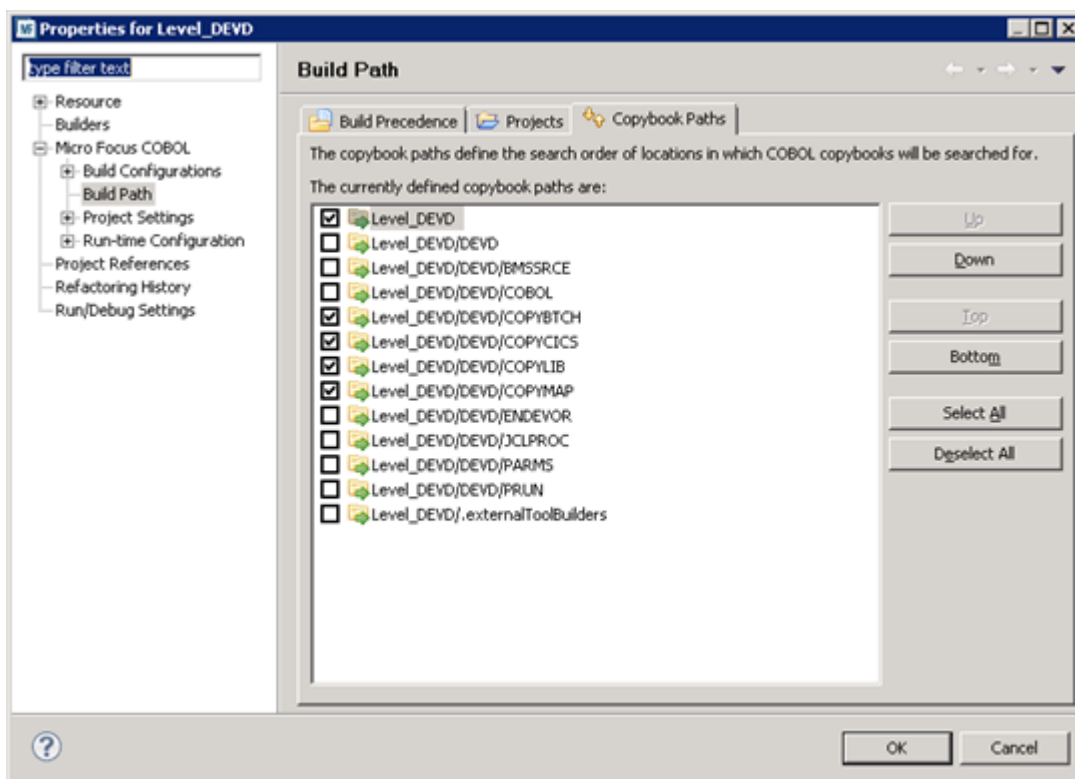 MF Properties for Level_DEVD
type filter text
Resource
Builders
Micro Focus COBOL
Build Configurations
Build Path
Project Settings
Run-time Configuration
Project References
Refactoring History
Run/Debug Settings
Build Path
Build Precedence
Projects
Copybook Paths
The copybook paths define the search order of locations in which COBOL copybooks will be searched for.
The currently defined copybook paths are:
Level_DEVD
Level_DEVD/DEVD
Level_DEVD/DEVD/BMSSRCE
Level_DEVD/DEVD/COBOL
Level_DEVD/DEVD/COPYBTCH
Level_DEVD/DEVD/COPYCICS
Level_DEVD/DEVD/COPYLIB
Level_DEVD/DEVD/COPYMAP
Level_DEVD/DEVD/ENDEVOR
Level_DEVD/DEVD/JCLPROC
Level_DEVD/DEVD/PARMS
Level_DEVD/DEVD/PRUN
Level_DEVD/.externalToolBuilders
Up
Down
Top
Bottom
Select All
Deselect All
?
OK
Cancel